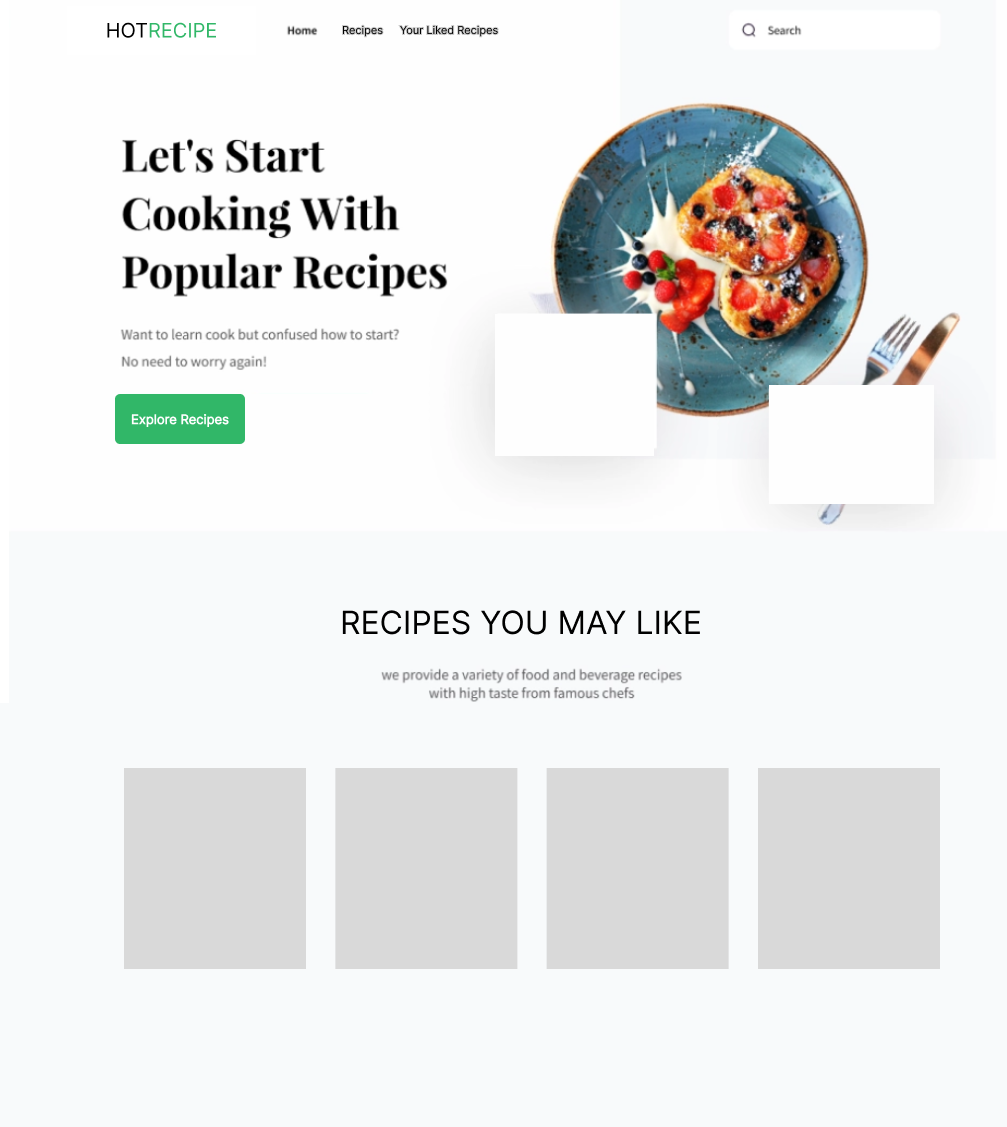 HOTRECIPE Home Recipes Your Liked Recipes Search
Let's Start
Cooking With
Popular Recipes
Want to learn cook but confused how to start?
No need to worry again!
Explore Recipes
RECIPES YOU MAY LIKE
we provide a variety of food and beverage recipes
with high taste from famous chefs